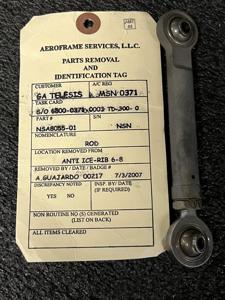 AEROFRAME SERVICES, L.L.C.
PARTS REMOVAL
AND
IDENTIFICATION TAG
CUSTOMER A/C REG
GA TELESIS MSN 0371
TASK CARD
PART # S/N
NSA8055-01 NSN
NOMENCLATURE
ROD
REMOVED FROM
ANTI ICE-RIB 6-8
REMOVED BY / DATE / BADGE #
A.GUAJARDO 00217 7/3/2007
DISCREPANCY NOTED INSP. BY/ DATE
YES NO (IF REQUIRED)
NON ROUTINE NO (S) GENERATED
(LIST ON BACK)
ALL ITEMS CLEARED